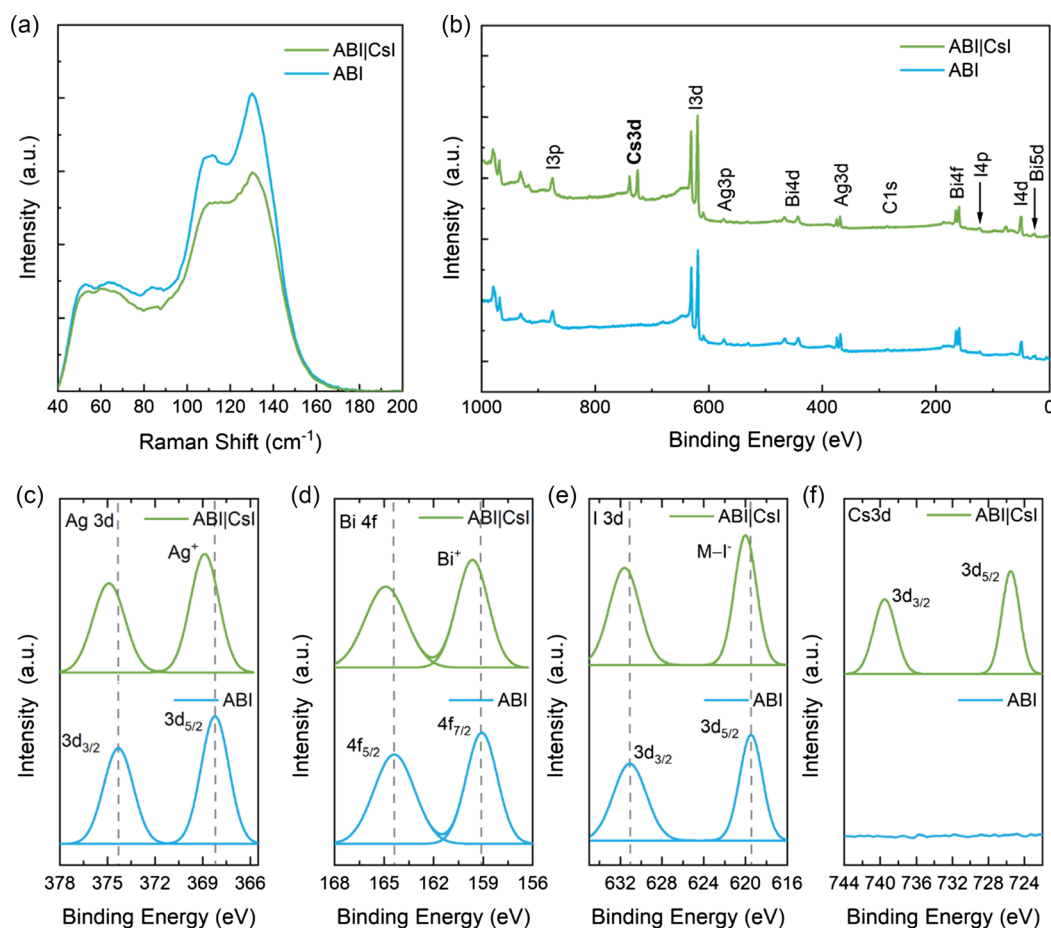 (a)
ABI|CsI
ABI
Intensity (a.u.)
40 60 80 100 120 140 160 180 200
Raman Shift (cm⁻¹)
(b)
ABI|CsI
ABI
I3p
Cs3d
I3d
Ag3p
Bi4d
Ag3d
C1s
Bi4f
I4p
I4d
Bi5d
Intensity (a.u.)
1000 800 600 400 200 0
Binding Energy (eV)
(c)
Ag 3d
ABI|CsI
Ag⁺
ABI
3d₃/₂
3d₅/₂
Intensity (a.u.)
378 375 372 369 366
Binding Energy (eV)
(d)
Bi 4f
ABI|CsI
Bi⁺
ABI
4f₅/₂
4f₇/₂
Intensity (a.u.)
168 165 162 159 156
Binding Energy (eV)
(e)
I 3d
ABI|CsI
M–I⁻
ABI
3d₃/₂
3d₅/₂
Intensity (a.u.)
632 628 624 620 616
Binding Energy (eV)
(f)
Cs3d
ABI|CsI
3d₃/₂
3d₅/₂
ABI
Intensity (a.u.)
744 740 736 732 728 724
Binding Energy (eV)